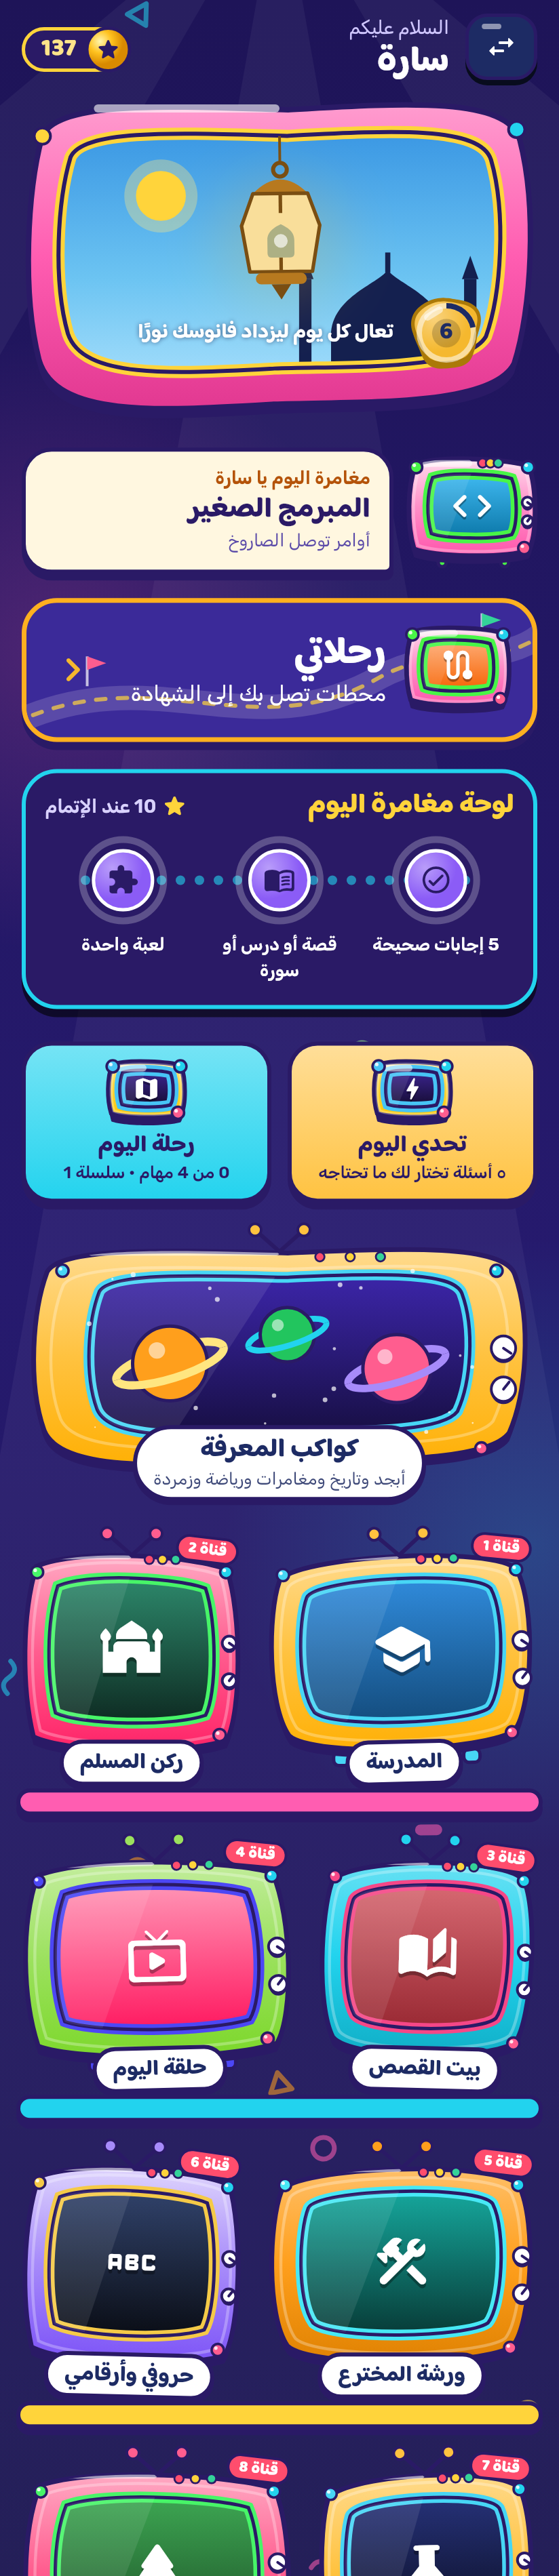 السلام عليكم
سارة
137
تعال كل يوم ليزداد فانوسك نورًا
6
مغامرة اليوم يا سارة
المبرمج الصغير
أوامر توصل الصاروخ
رحلاتي
محطات تصل بك إلى الشهادة
لوحة مغامرة اليوم
10 عند الإتمام
5 إجابات صحيحة
قصة أو درس أو
سورة
لعبة واحدة
تحدي اليوم
٥ أسئلة تختار لك ما تحتاجه
رحلة اليوم
0 من 4 مهام • سلسلة 1
كواكب المعرفة
أبجد وتاريخ ومغامرات ورياضة وزمردة
قناة 1
المدرسة
قناة 2
ركن المسلم
قناة 3
بيت القصص
قناة 4
حلقة اليوم
قناة 5
ورشة المخترع
قناة 6
ABC
حروفي وأرقامي
قناة 7
قناة 8